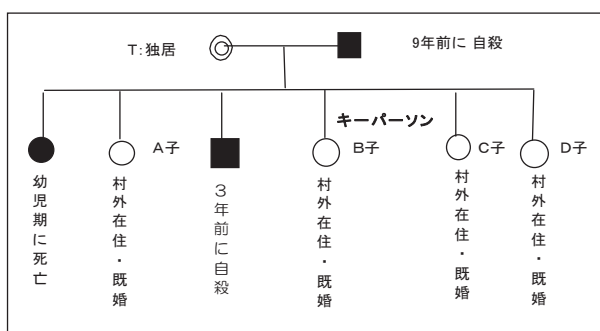 T:独居
9年前に 自殺
キーパーソン
A子
B子
C子
D子
幼児期に死亡
村外在住・既婚
3年前に自殺
村外在住・既婚
村外在住・既婚
村外在住・既婚